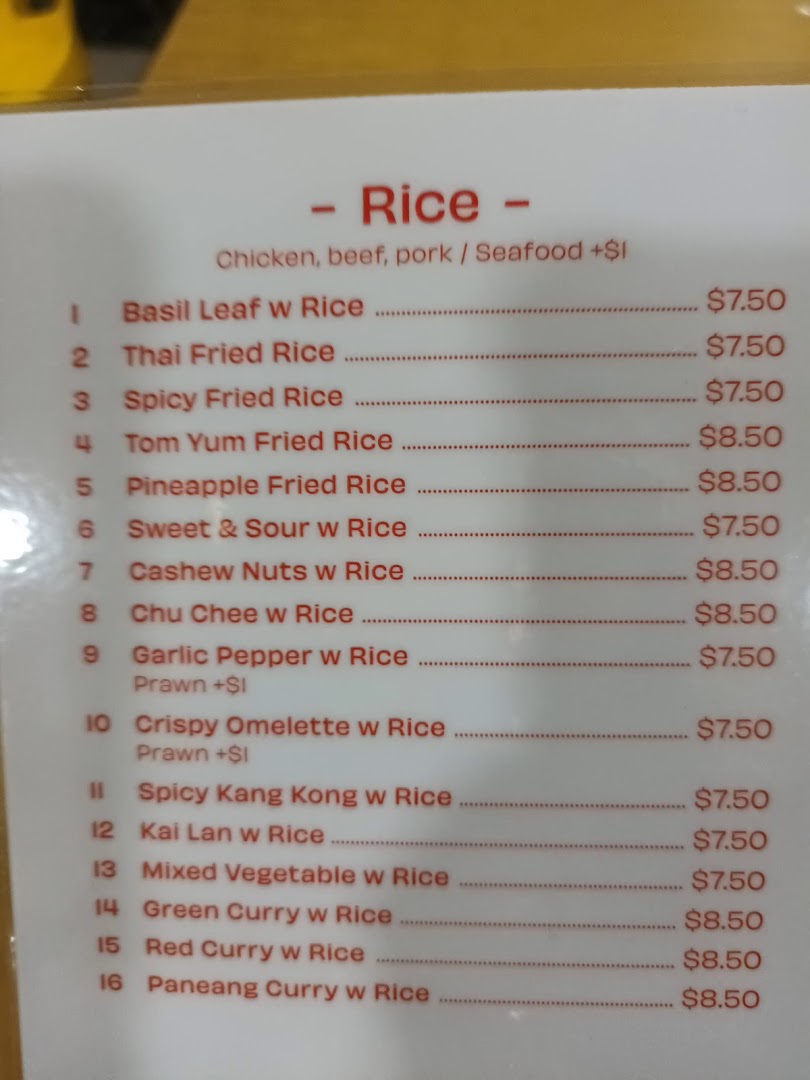 - Rice -
Chicken, beef, pork / Seafood +$1
1 Basil Leaf w Rice $7.50
2 Thai Fried Rice $7.50
3 Spicy Fried Rice $7.50
4 Tom Yum Fried Rice $8.50
5 Pineapple Fried Rice $8.50
6 Sweet & Sour w Rice $7.50
7 Cashew Nuts w Rice $8.50
8 Chu Chee w Rice $8.50
9 Garlic Pepper w Rice $7.50
Prawn +$1
10 Crispy Omelette w Rice $7.50
Prawn +$1
11 Spicy Kang Kong w Rice $7.50
12 Kai Lan w Rice $7.50
13 Mixed Vegetable w Rice $7.50
14 Green Curry w Rice $8.50
15 Red Curry w Rice $8.50
16 Paneang Curry w Rice $8.50